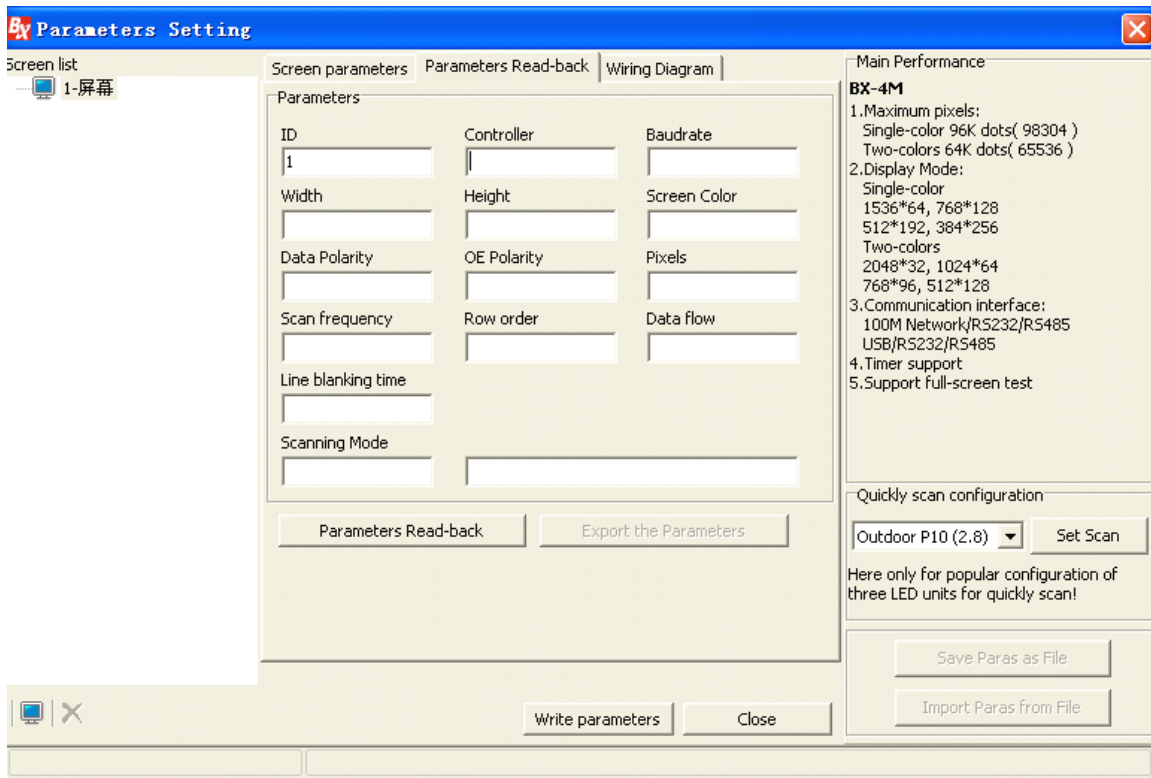 BX Parameters Setting
Screen list
1-屏幕
Screen parameters
Parameters Read-back
Wiring Diagram
Parameters
ID
Controller
Baudrate
1
Width
Height
Screen Color
Data Polarity
OE Polarity
Pixels
Scan frequency
Row order
Data flow
Line blanking time
Scanning Mode
Parameters Read-back
Export the Parameters
Write parameters
Close
Main Performance
BX-4M
1.Maximum pixels:
Single-color 96K dots( 98304 )
Two-colors 64K dots( 65536 )
2.Display Mode:
Single-color
1536*64, 768*128
512*192, 384*256
Two-colors
2048*32, 1024*64
768*96, 512*128
3.Communication interface:
100M Network/RS232/RS485
USB/RS232/RS485
4.Timer support
5.Support full-screen test
Quickly scan configuration
Outdoor P10 (2.8)
Set Scan
Here only for popular configuration of
three LED units for quickly scan!
Save Paras as File
Import Paras from File